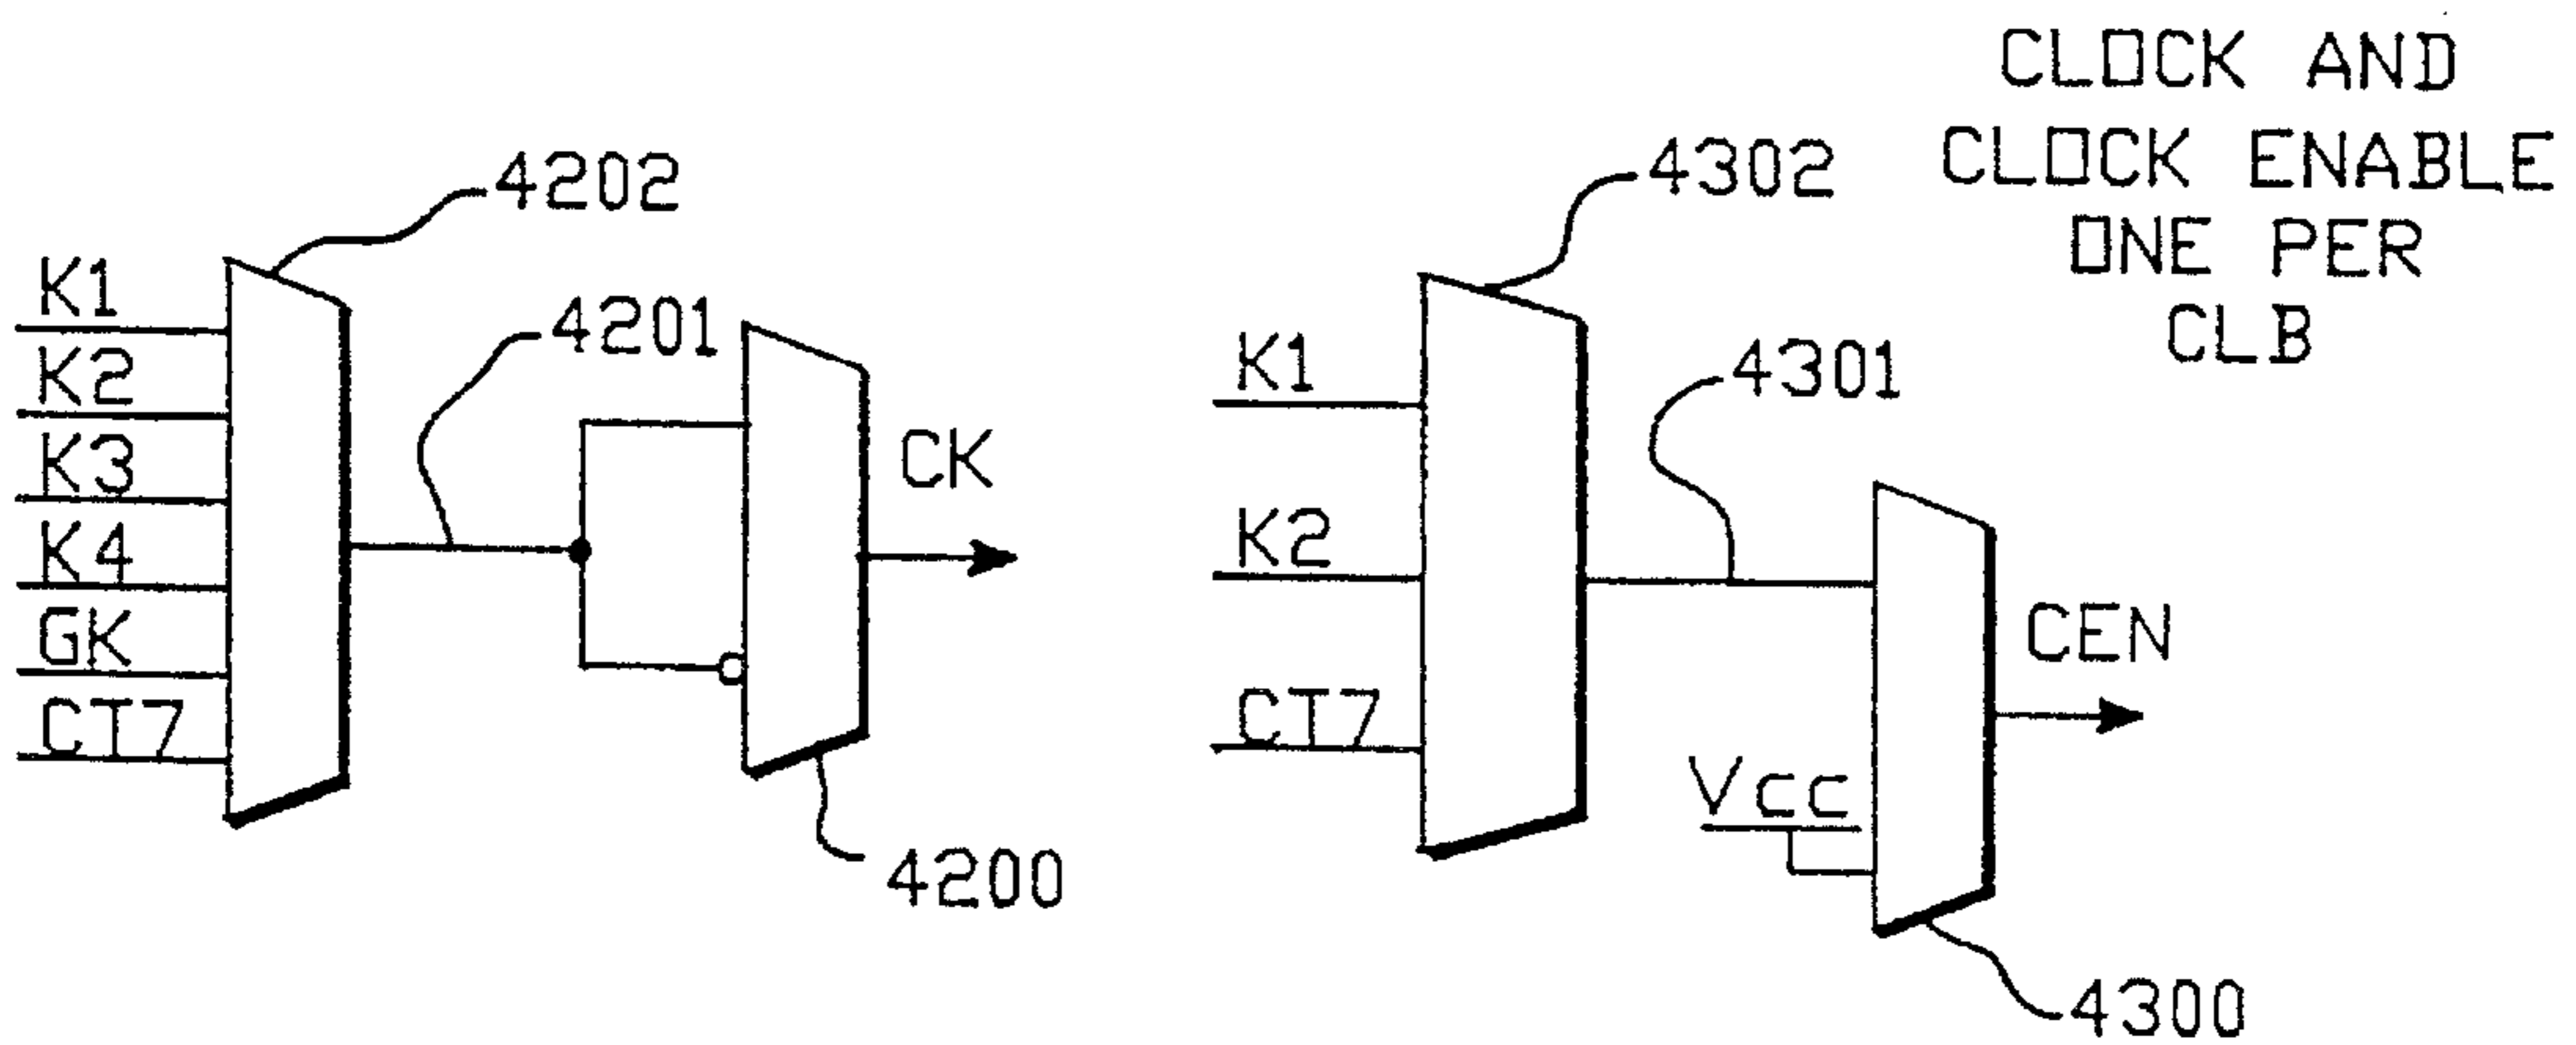 CLOCK AND
CLOCK ENABLE
ONE PER
CLB
4202
K1
K2
K3
K4
GK
CT7
4201
CK
4200
4302
K1
K2
CT7
4301
Vcc
CEN
4300